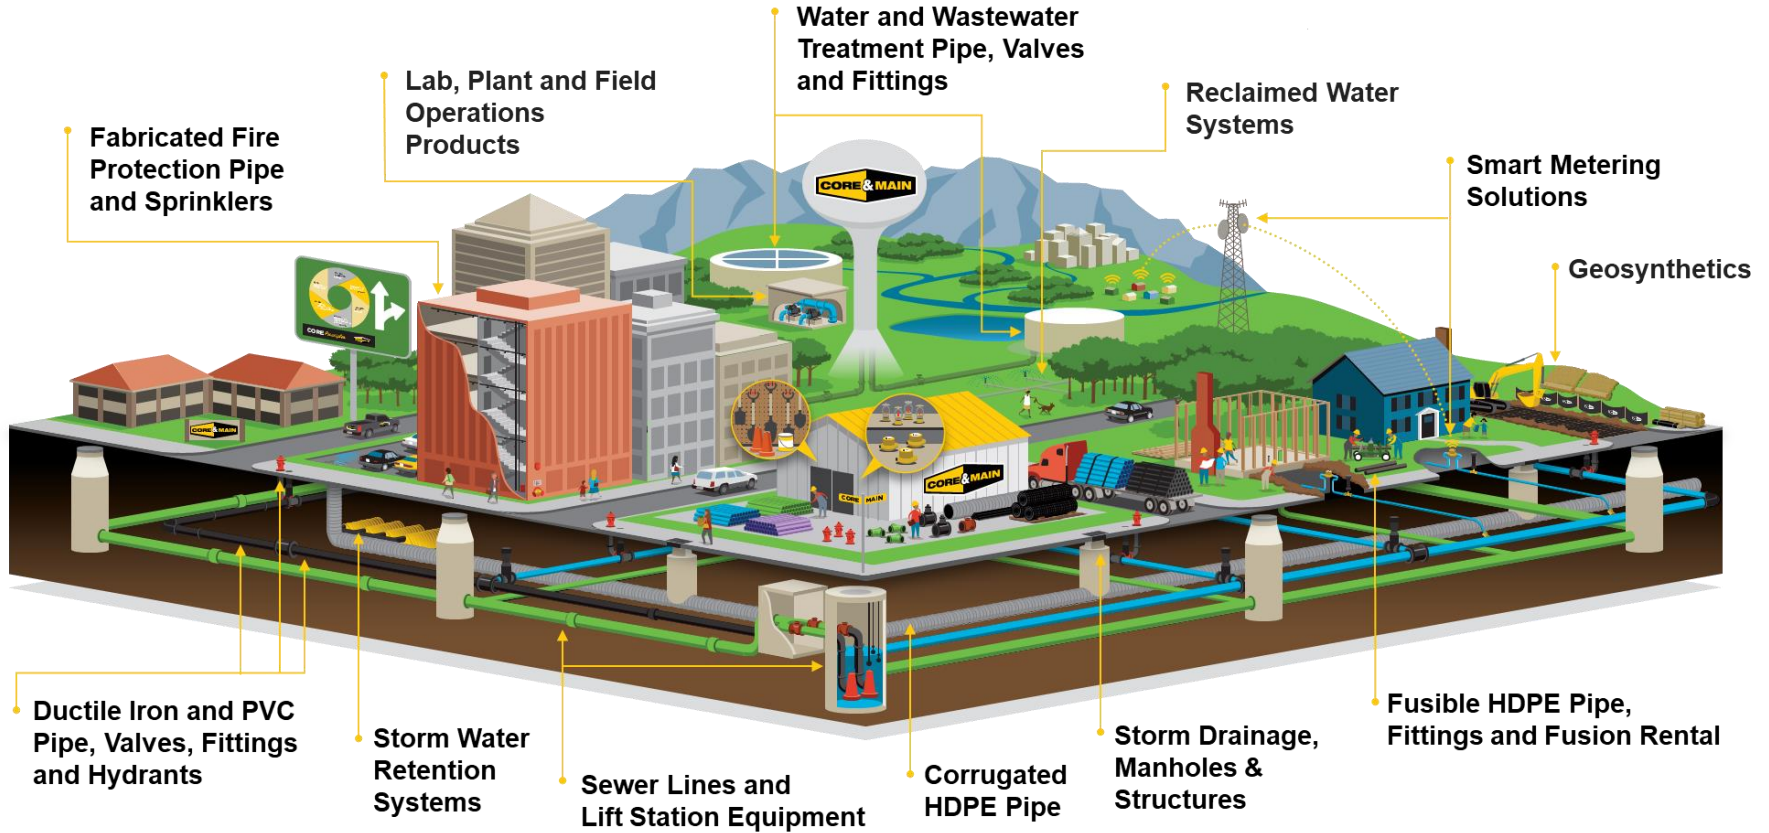 Water and Wastewater
Treatment Pipe, Valves
and Fittings
Lab, Plant and Field
Operations
Products
Reclaimed Water
Systems
Fabricated Fire
Protection Pipe
and Sprinklers
Smart Metering
Solutions
Geosynthetics
CORE&MAIN
CORE&MAIN
CORE&MAIN
CORE&MAIN
Ductile Iron and PVC
Pipe, Valves, Fittings
and Hydrants
Storm Water
Retention
Systems
Sewer Lines and
Lift Station Equipment
Corrugated
HDPE Pipe
Storm Drainage,
Manholes &
Structures
Fusible HDPE Pipe,
Fittings and Fusion Rental